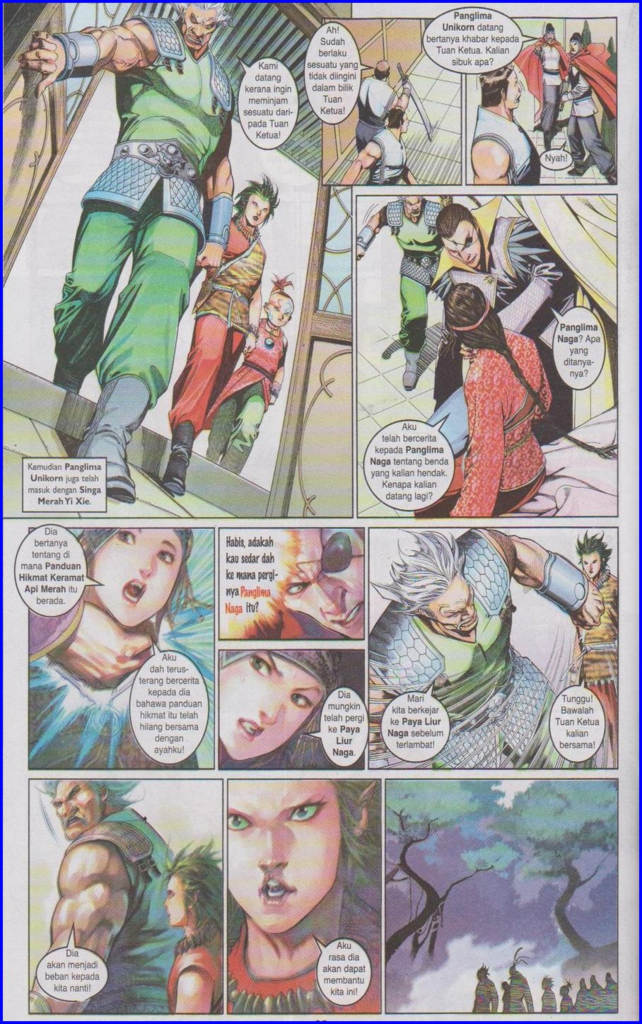 Kami
datang
kerana ingin
meminjam
sesuatu dari-
pada Tuan
Ketua!
Ah!
Sudah
berlaku
sesuatu yang
tidak diingini
dalam bilik
Tuan
Ketua!
Panglima
Unikorn datang
bertanya khabar kepada
Tuan Ketua. Kalian
sibuk apa?
Nyah!
Panglima
Naga? Apa
yang
ditanya-
nya?
Aku
telah bercerita
kepada Panglima
Naga tentang benda
yang kalian hendak.
Kenapa kalian
datang lagi?
Kemudian Panglima
Unikorn juga telah
masuk dengan Singa
Merah Yi Xie.
Dia
bertanya
tentang di
mana Panduan
Hikmat Keramat
Api Merah itu
berada.
Aku
dah terus-
terang bercerita
kepada dia
bahawa panduan
hikmat itu telah
hilang bersama
dengan
ayahku!
Habis, adakah
kau sedar dah
ke mana pergi-
nya Panglima
Naga itu?
Dia
mungkin
telah pergi
ke Paya
Liur
Naga.
Mari
kita berkejar
ke Paya Liur
Naga sebelum
terlambat!
Tunggu!
Bawalah
Tuan Ketua
kalian
bersama!
Dia
akan menjadi
beban kepada
kita nanti!
Aku
rasa dia
akan dapat
membantu
kita ini!